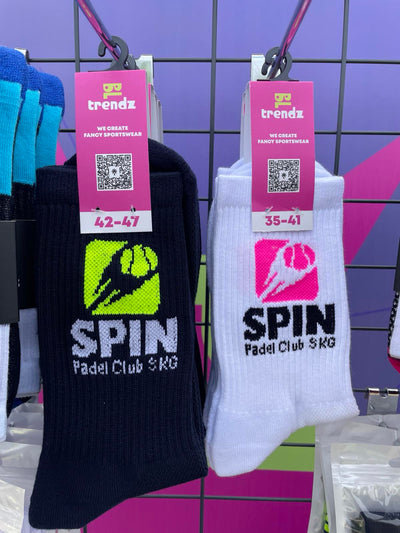 trendz
WE CREATE
FANCY SPORTSWEAR
42-47
SPIN
Padel Club SKG
trendz
WE CREATE
FANCY SPORTSWEAR
35-41
SPIN
Padel Club SKG